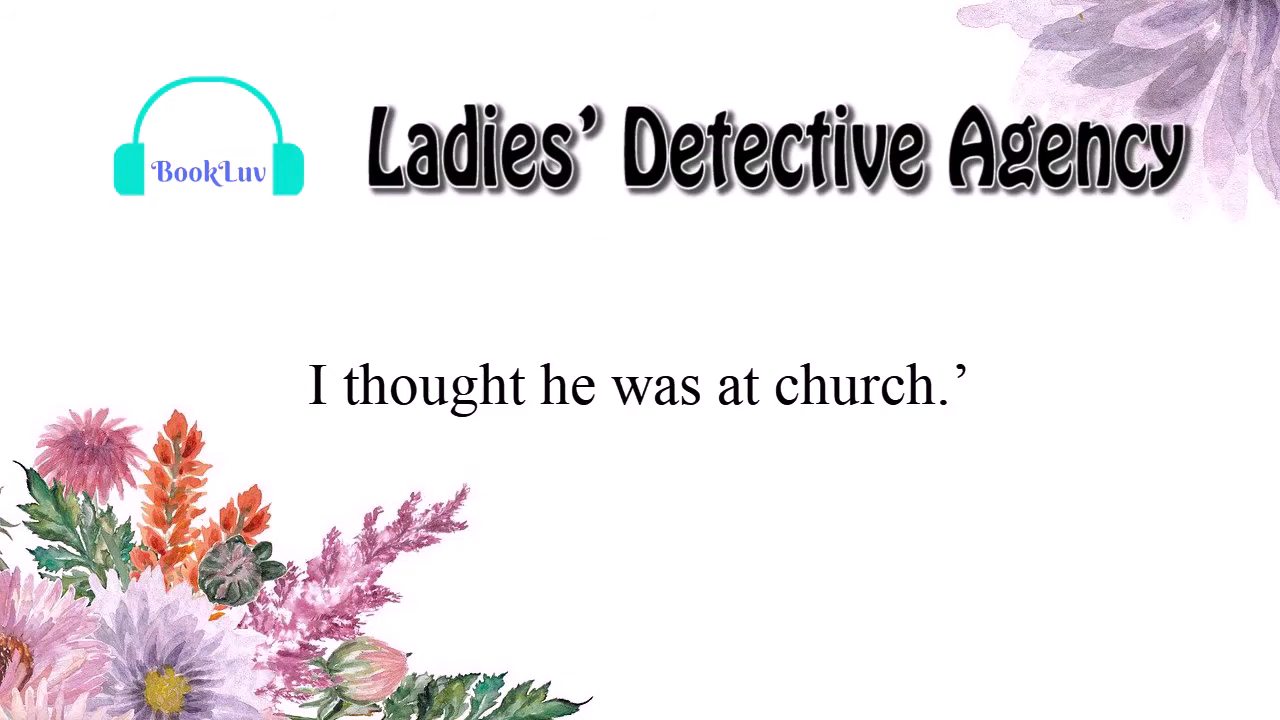 BookLuv
Ladies’ Detective Agency
I thought he was at church.’